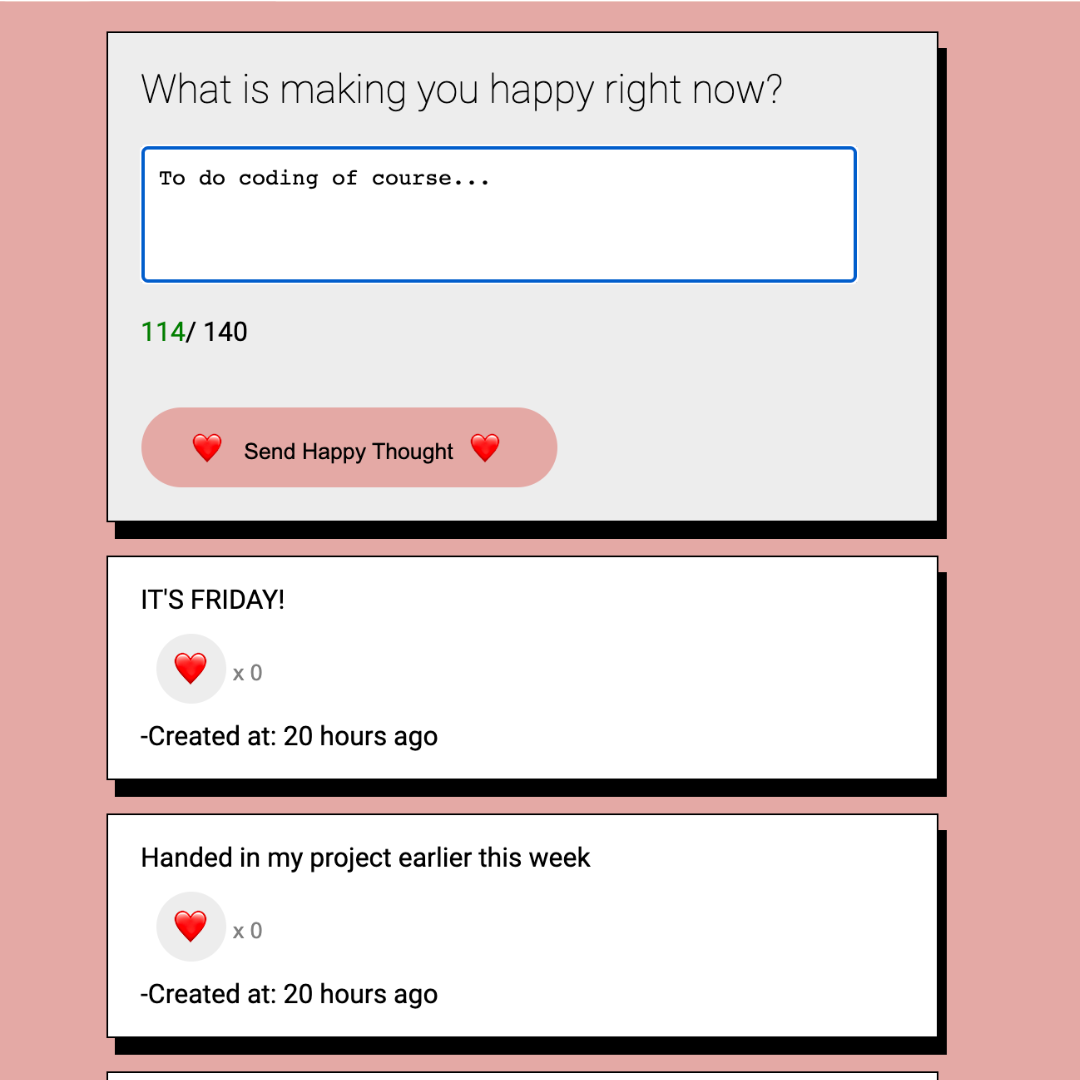 What is making you happy right now?
To do coding of course...
114/ 140
Send Happy Thought
IT'S FRIDAY!
x 0
-Created at: 20 hours ago
Handed in my project earlier this week
x 0
-Created at: 20 hours ago